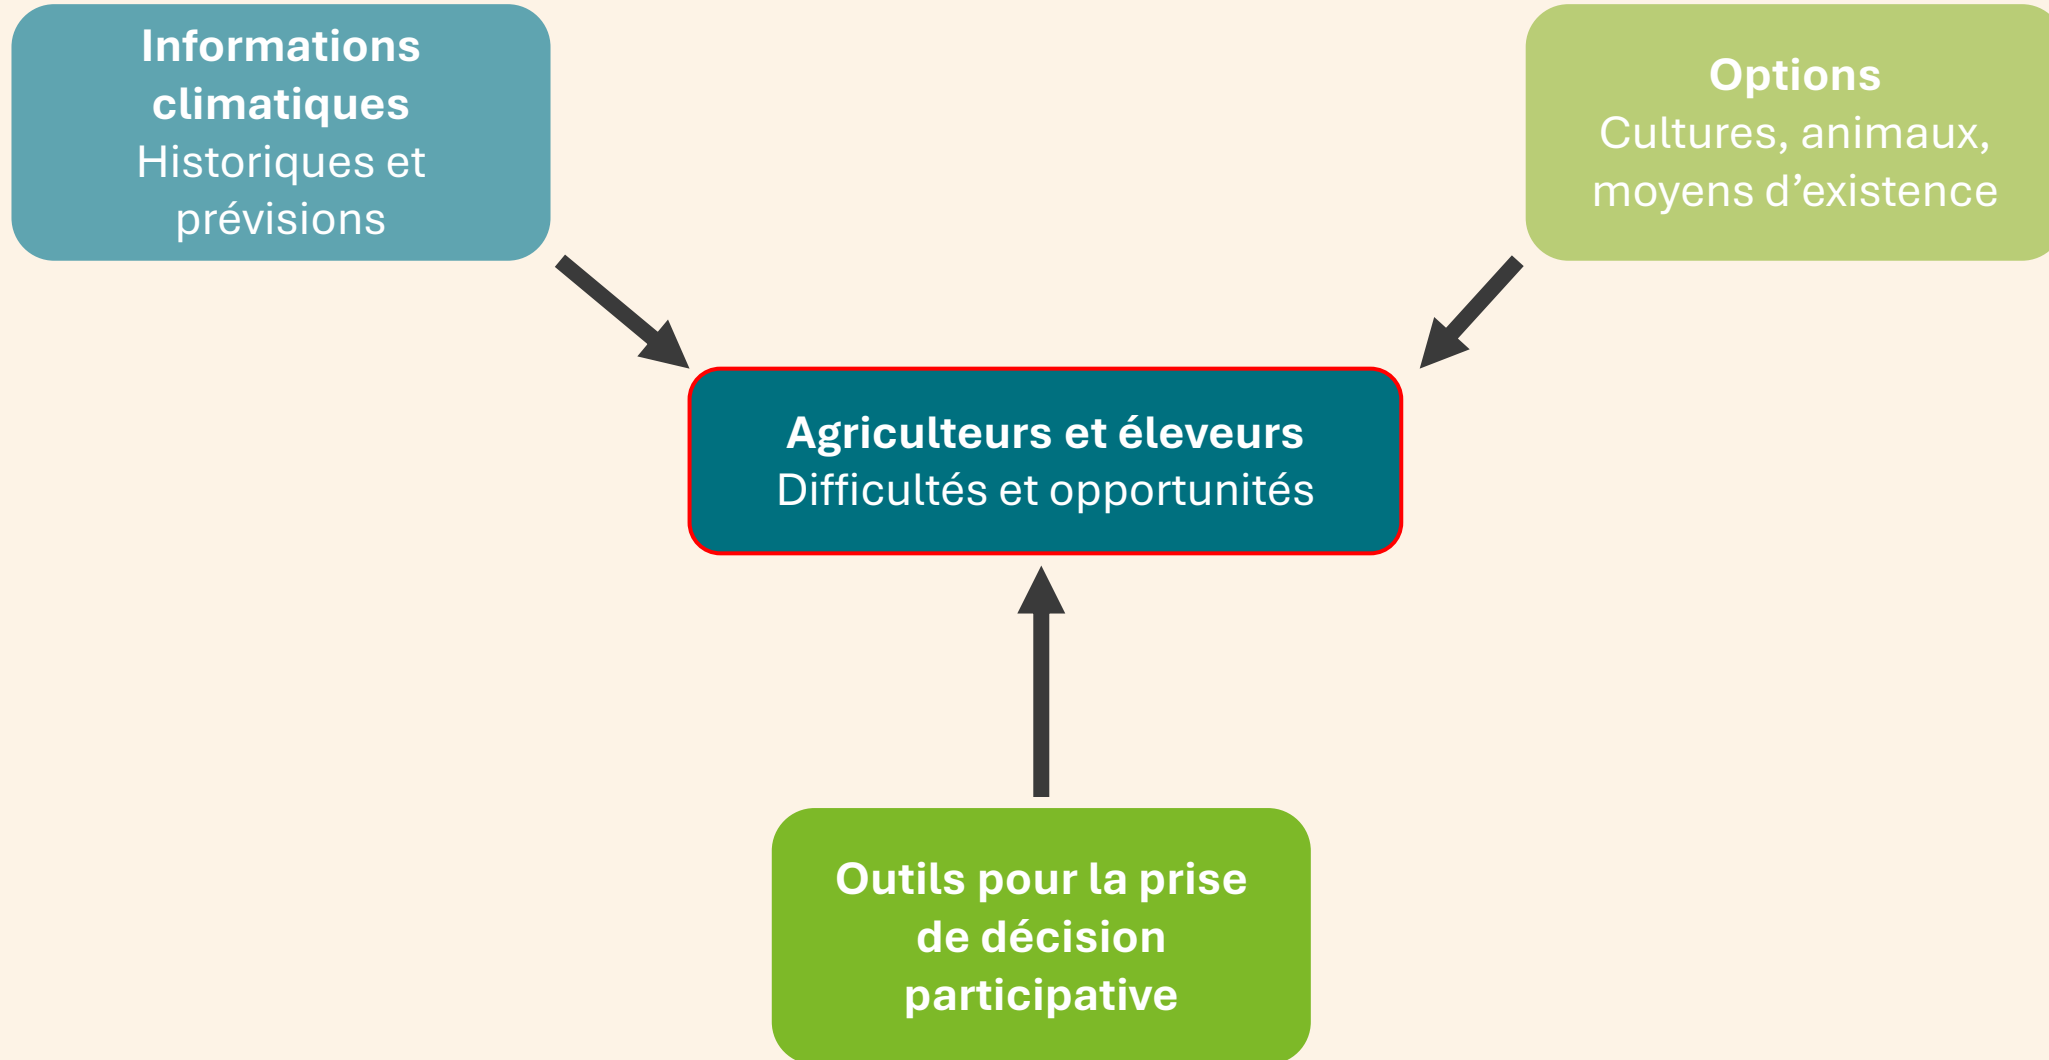 Informations
climatiques
Historiques et
prévisions
Options
Cultures, animaux,
moyens d’existence
Agriculteurs et éleveurs
Difficultés et opportunités
Outils pour la prise
de décision
participative